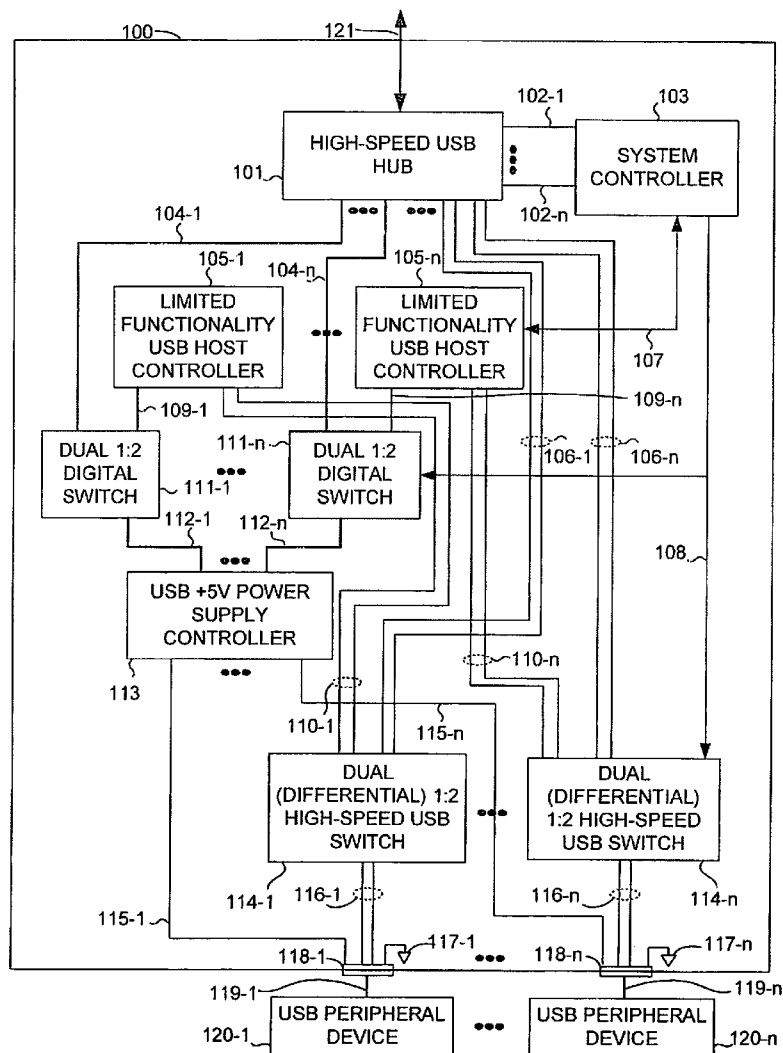 100
121
HIGH-SPEED USB
HUB
101
102-1
102-n
103
SYSTEM
CONTROLLER
104-1
105-1
104-n
105-n
LIMITED
FUNCTIONALITY
USB HOST
CONTROLLER
LIMITED
FUNCTIONALITY
USB HOST
CONTROLLER
107
109-1
109-n
111-n
DUAL 1:2
DIGITAL
SWITCH
111-1
DUAL 1:2
DIGITAL
SWITCH
106-1
106-n
112-1
112-n
108
USB +5V POWER
SUPPLY
CONTROLLER
113
110-1
110-n
115-n
DUAL
(DIFFERENTIAL) 1:2
HIGH-SPEED USB
SWITCH
DUAL
(DIFFERENTIAL)
1:2 HIGH-SPEED
USB SWITCH
114-1
116-1
116-n
114-n
115-1
118-1
117-1
118-n
117-n
119-1
119-n
USB PERIPHERAL
DEVICE
120-1
USB PERIPHERAL
DEVICE
120-n